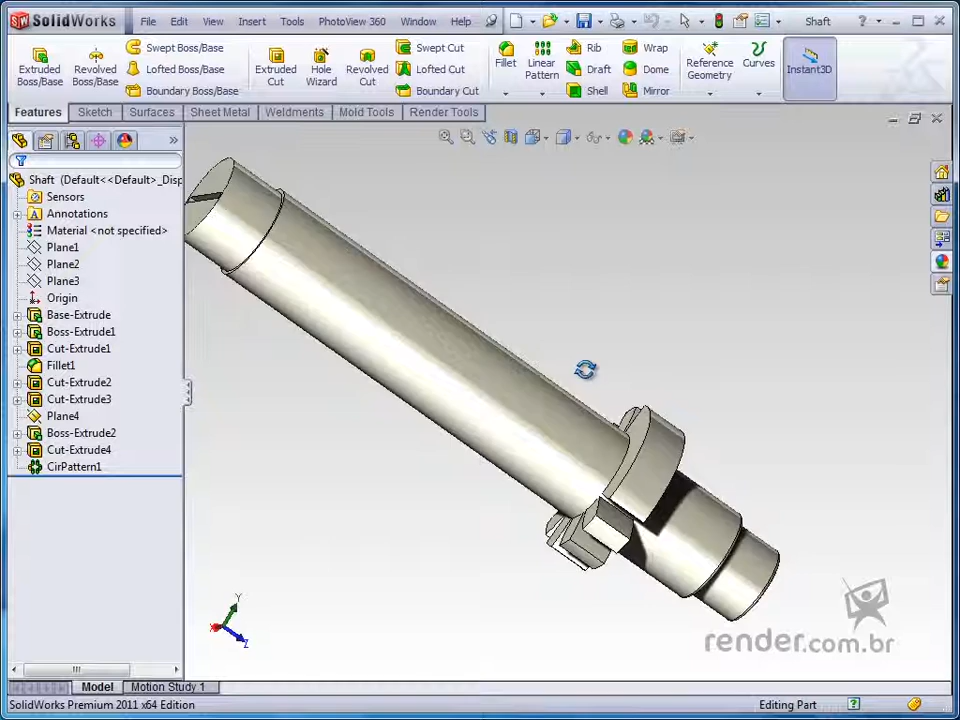 SolidWorks File Edit View Insert Tools PhotoView 360 Window Help Shaft
Extruded Boss/Base
Revolved Boss/Base
Swept Boss/Base
Lofted Boss/Base
Boundary Boss/Base
Extruded Cut
Hole Wizard
Revolved Cut
Swept Cut
Lofted Cut
Boundary Cut
Fillet
Linear Pattern
Rib
Draft
Shell
Wrap
Dome
Mirror
Reference Geometry
Curves
Instant3D
Features Sketch Surfaces Sheet Metal Weldments Mold Tools Render Tools
Shaft (Default<<Default>_Disp
Sensors
Annotations
Material <not specified>
Plane1
Plane2
Plane3
Origin
Base-Extrude
Boss-Extrude1
Cut-Extrude1
Fillet1
Cut-Extrude2
Cut-Extrude3
Plane4
Boss-Extrude2
Cut-Extrude4
CirPattern1
Y
X
Z
render.com.br
Model Motion Study 1
SolidWorks Premium 2011 x64 Edition Editing Part